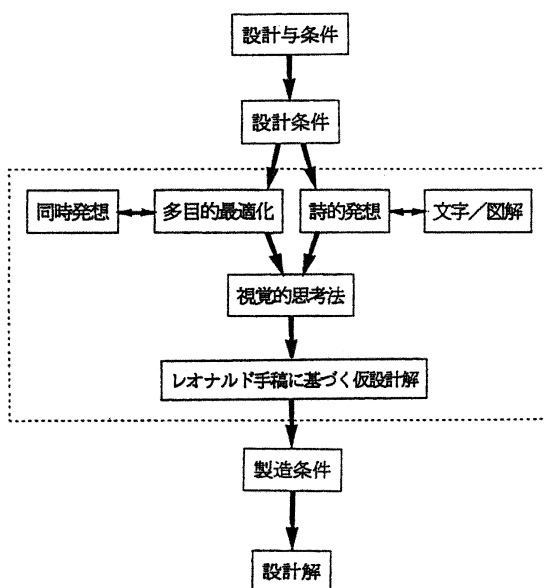 設計与条件
設計条件
同時発想
多目的最適化
詩的発想
文字／図解
視覚的思考法
レオナルド手稿に基づく仮設計解
製造条件
設計解